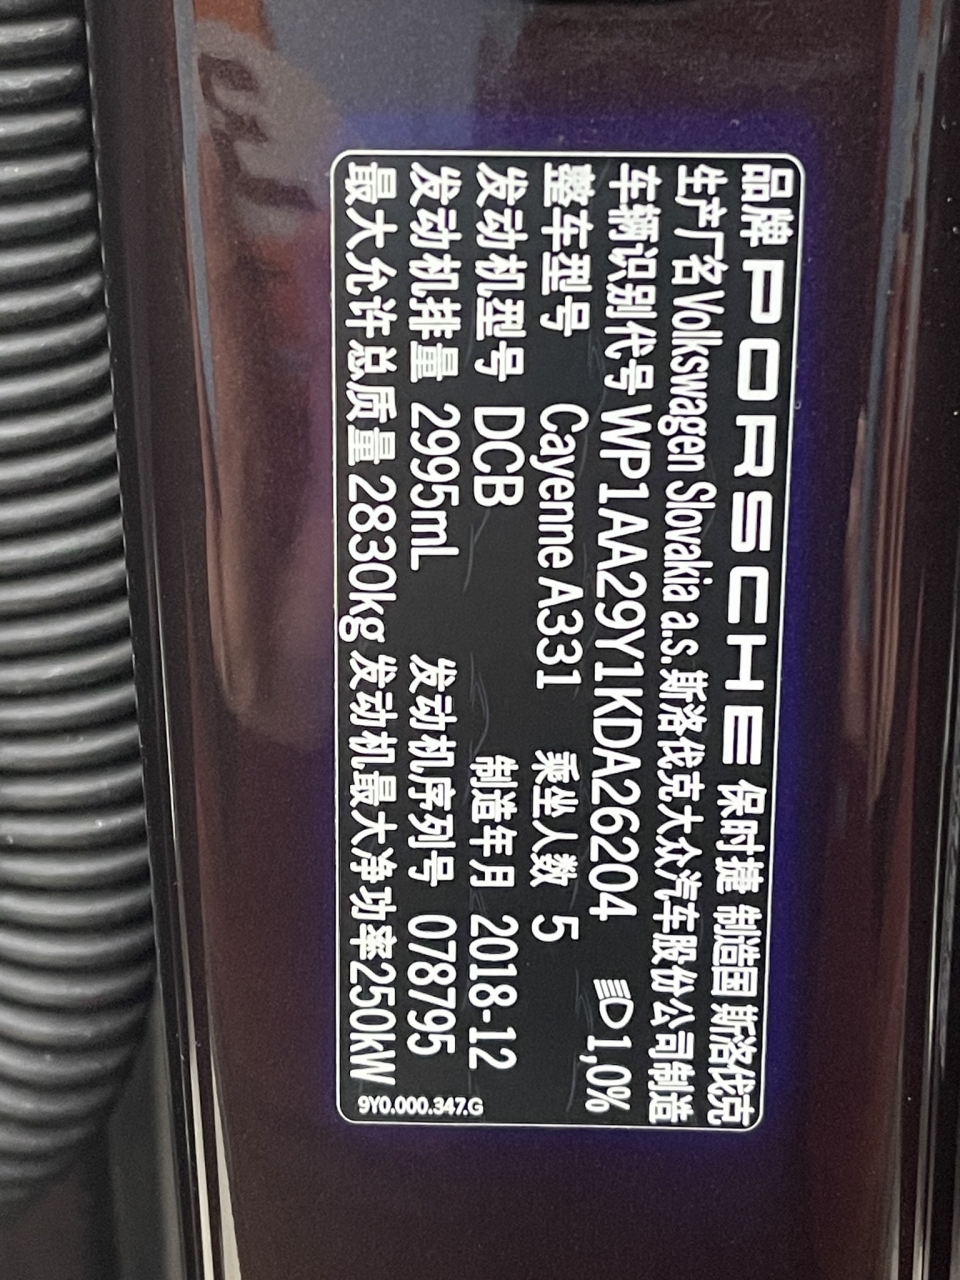 品牌 PORSCHE 保时捷 制造国 斯洛伐克
生产厂名 Volkswagen Slovakia a.s. 斯洛伐克大众汽车股份公司制造
车辆识别代号 WP1AA29Y1KDA26204 1,0%
整车型号 Cayenne A331 乘坐人数 5
发动机型号 DCB 制造年月 2018-12
发动机排量 2995mL 发动机序列号 078795
最大允许总质量 2830kg 发动机最大净功率250kW
9Y0.000.347.G